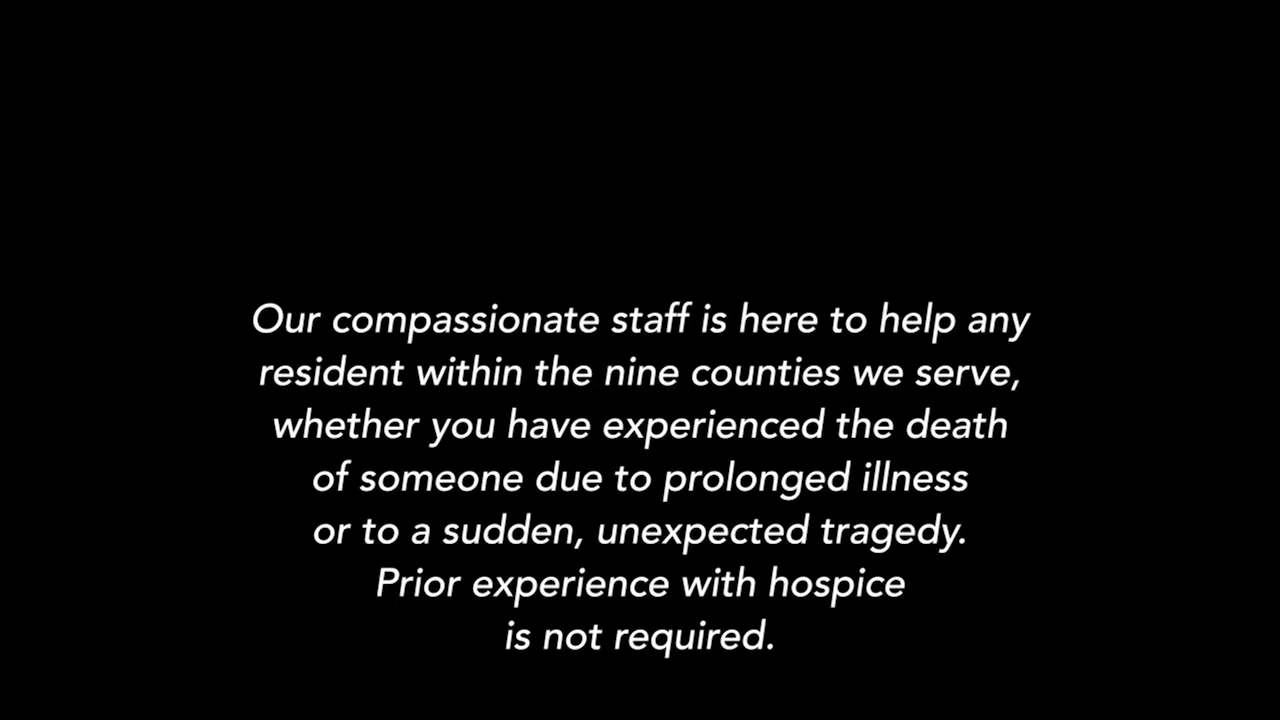 Our compassionate staff is here to help any
resident within the nine counties we serve,
whether you have experienced the death
of someone due to prolonged illness
or to a sudden, unexpected tragedy.
Prior experience with hospice
is not required.